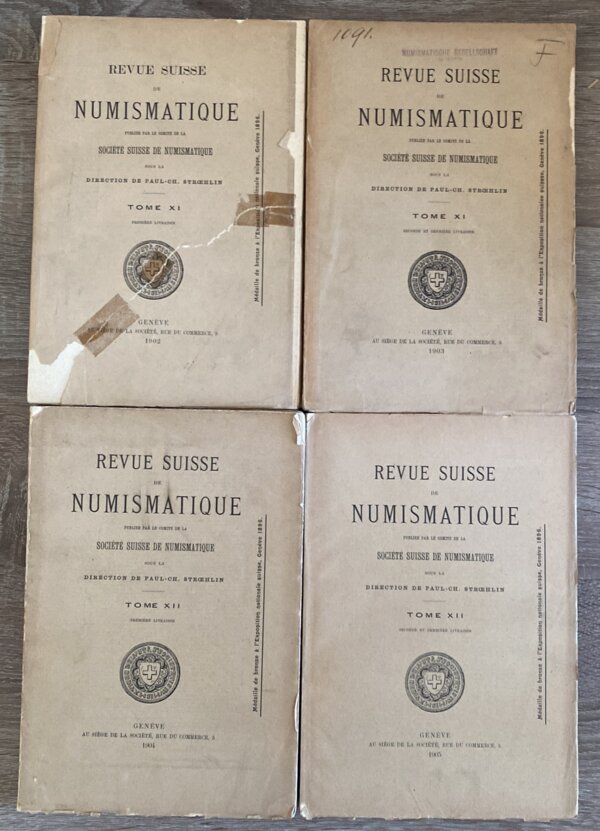 REVUE SUISSE
DE
NUMISMATIQUE
PUBLIÉE PAR LE COMITÉ DE LA
SOCIÉTÉ SUISSE DE NUMISMATIQUE
SOUS LA
DIRECTION DE PAUL-CH. STRŒHLIN
TOME XI
PREMIÈRE LIVRAISON
GENÈVE
AU SIÈGE DE LA SOCIÉTÉ, RUE DU COMMERCE, 5
1902
Médaille de bronze à l'Exposition nationale suisse, Genève 1896.
1091.
NUMISMATISCHE GESELLSCHAFT
F
REVUE SUISSE
DE
NUMISMATIQUE
PUBLIÉE PAR LE COMITÉ DE LA
SOCIÉTÉ SUISSE DE NUMISMATIQUE
SOUS LA
DIRECTION DE PAUL-CH. STRŒHLIN
TOME XI
SECONDE ET DERNIÈRE LIVRAISON
GENÈVE
AU SIÈGE DE LA SOCIÉTÉ, RUE DU COMMERCE, 5
1903
Médaille de bronze à l'Exposition nationale suisse, Genève 1896.
REVUE SUISSE
DE
NUMISMATIQUE
PUBLIÉE PAR LE COMITÉ DE LA
SOCIÉTÉ SUISSE DE NUMISMATIQUE
SOUS LA
DIRECTION DE PAUL-CH. STRŒHLIN
TOME XII
PREMIÈRE LIVRAISON
GENÈVE
AU SIÈGE DE LA SOCIÉTÉ, RUE DU COMMERCE, 5
1904
Médaille de bronze à l'Exposition nationale suisse, Genève 1896.
REVUE SUISSE
DE
NUMISMATIQUE
PUBLIÉE PAR LE COMITÉ DE LA
SOCIÉTÉ SUISSE DE NUMISMATIQUE
SOUS LA
DIRECTION DE PAUL-CH. STRŒHLIN
TOME XII
SECONDE ET DERNIÈRE LIVRAISON
GENÈVE
AU SIÈGE DE LA SOCIÉTÉ, RUE DU COMMERCE, 5
1905
Médaille de bronze à l'Exposition nationale suisse, Genève 1896.